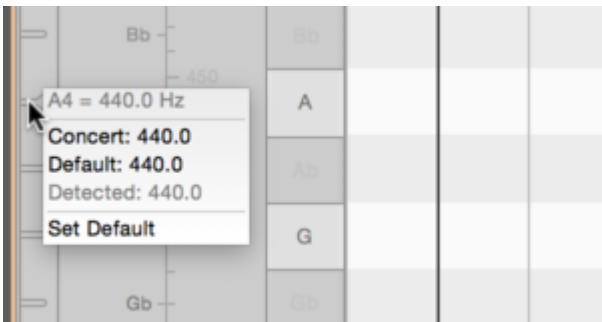 Bb
Bb
450
A4 = 440.0 Hz
A
Concert: 440.0
Default: 440.0
Ab
Detected: 440.0
Set Default
G
Gb
Gb